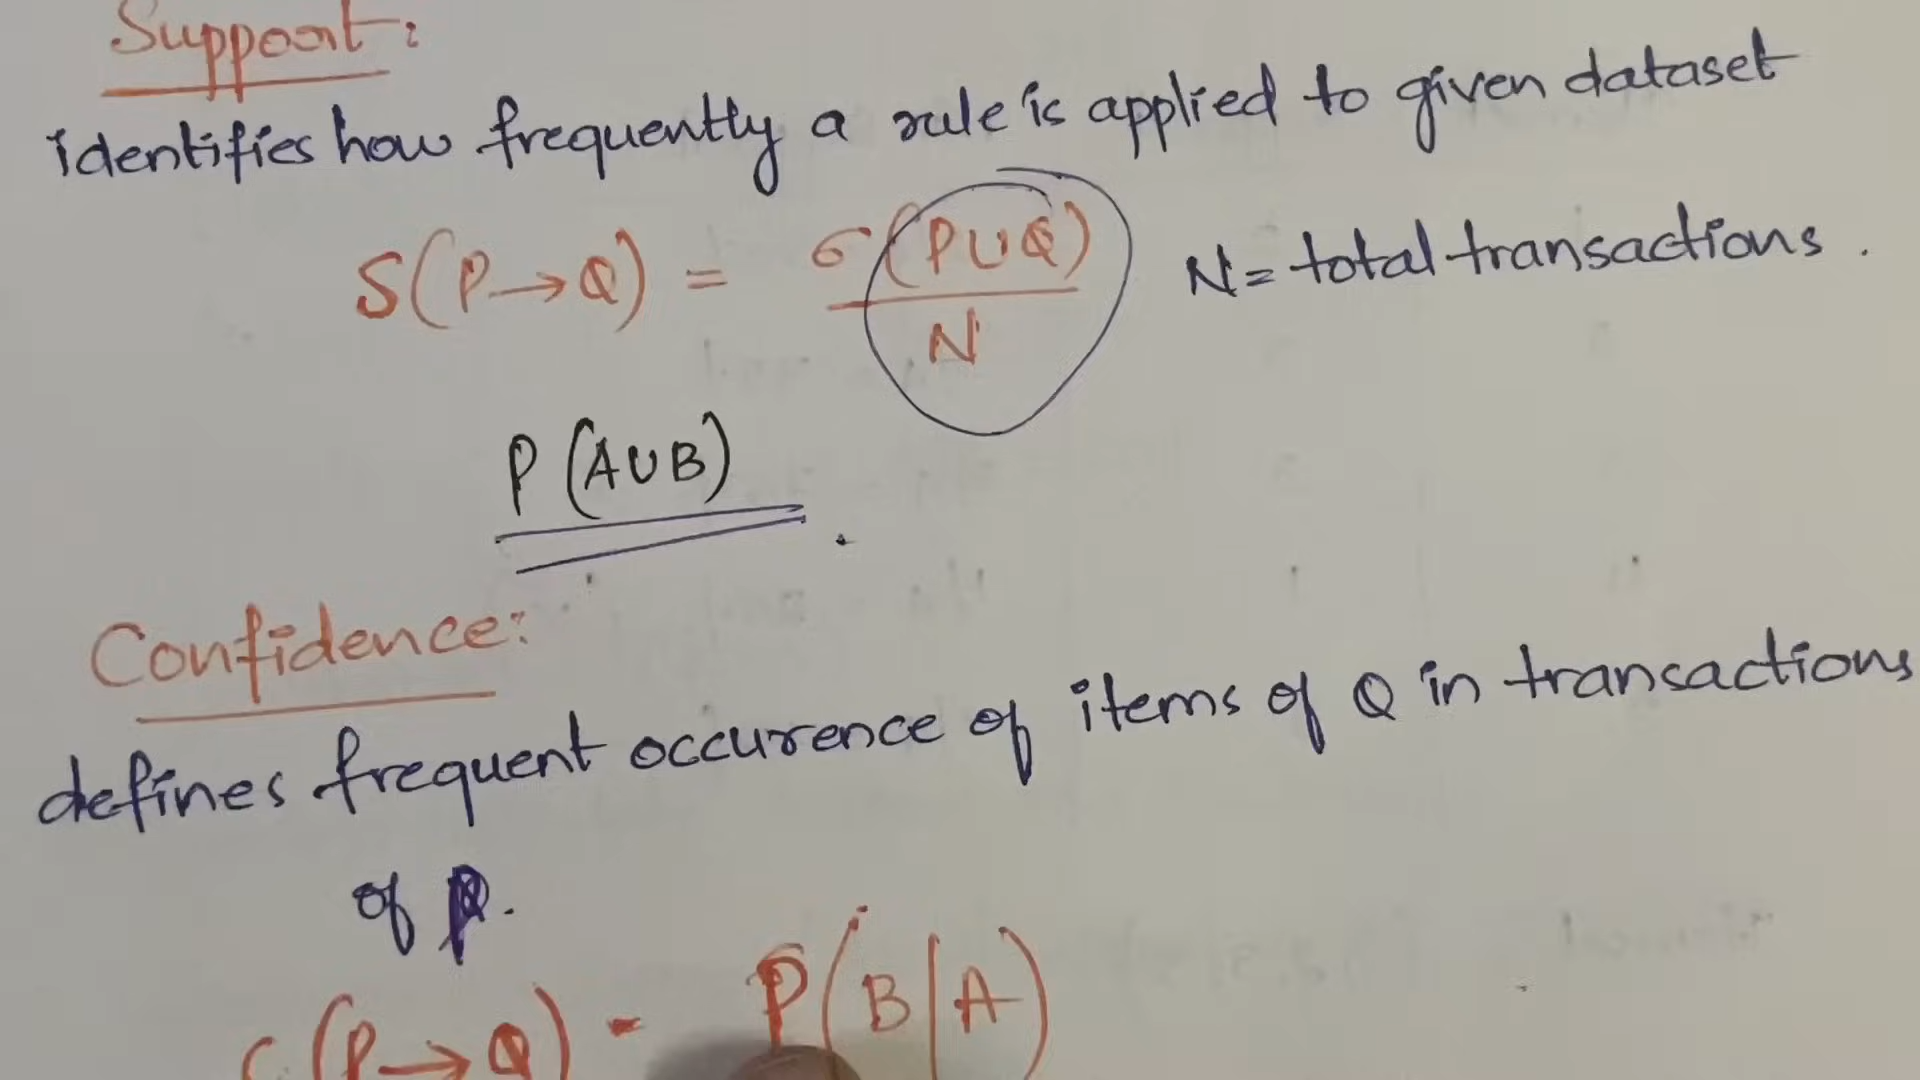 Support:
identifies how frequently a rule is applied to given dataset
S(P→Q) = σ(P∪Q)
N
N = total transactions.
P(A∪B)
Confidence:
defines frequent occurence of items of Q in transactions
of P.
C(P→Q) = P(B|A)